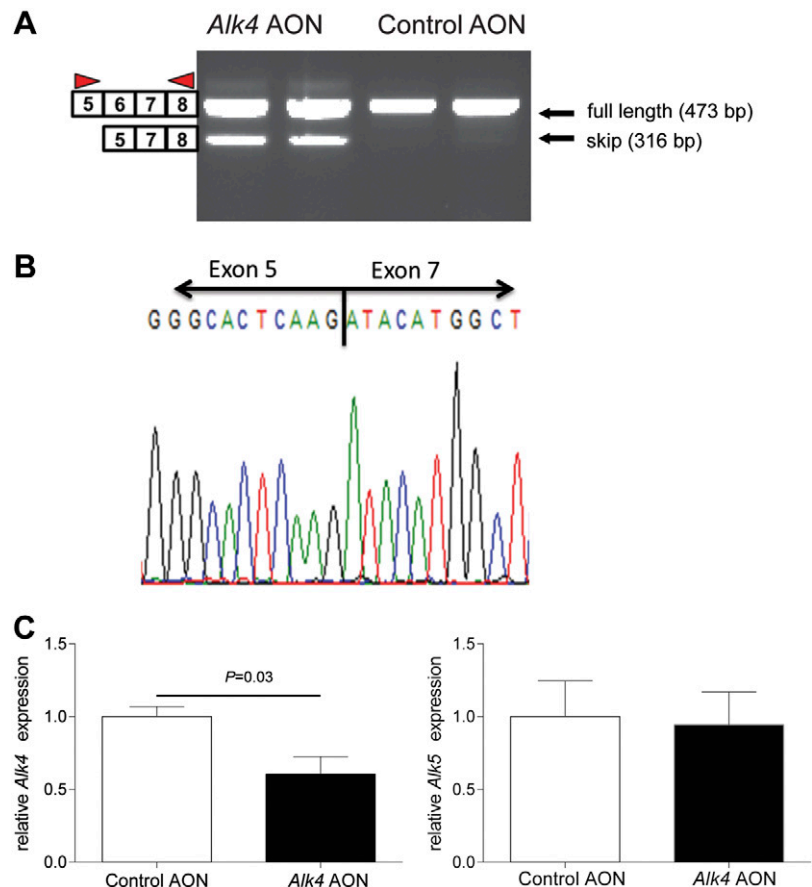 A
Alk4 AON Control AON
5 6 7 8
full length (473 bp)
5 7 8
skip (316 bp)
B
Exon 5 Exon 7
GGGCACTCAAGATACATGGCT
C
relative Alk4 expression
1.5
1.0
0.5
0.0
P=0.03
Control AON Alk4 AON
relative Alk5 expression
1.5
1.0
0.5
0.0
Control AON Alk4 AON